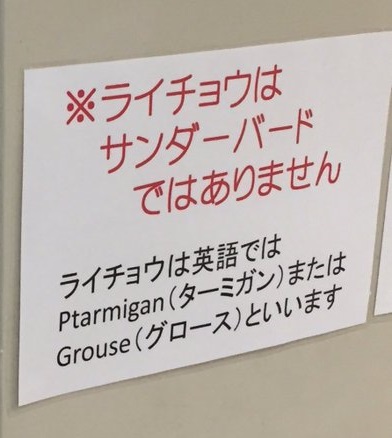 ※ライチョウは
サンダーバード
ではありません
ライチョウは英語では
Ptarmigan(ターミガン)または
Grouse(グロース)といいます